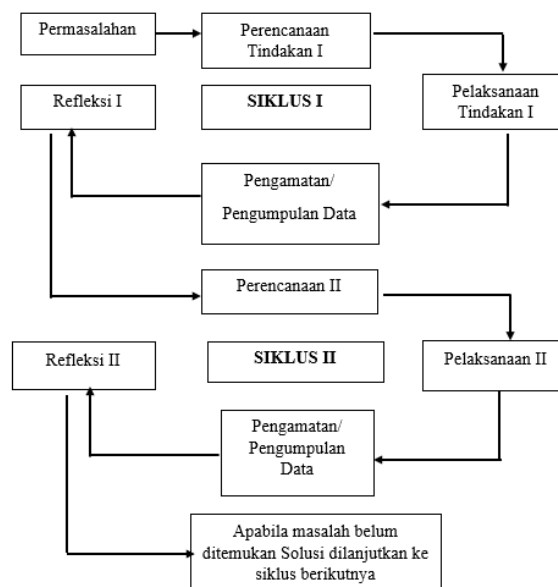 Permasalahan
Perencanaan
Tindakan I
Refleksi I
SIKLUS I
Pelaksanaan
Tindakan I
Pengamatan/
Pengumpulan Data
Perencanaan II
Refleksi II
SIKLUS II
Pelaksanaan II
Pengamatan/
Pengumpulan
Data
Apabila masalah belum
ditemukan Solusi dilanjutkan ke
siklus berikutnya